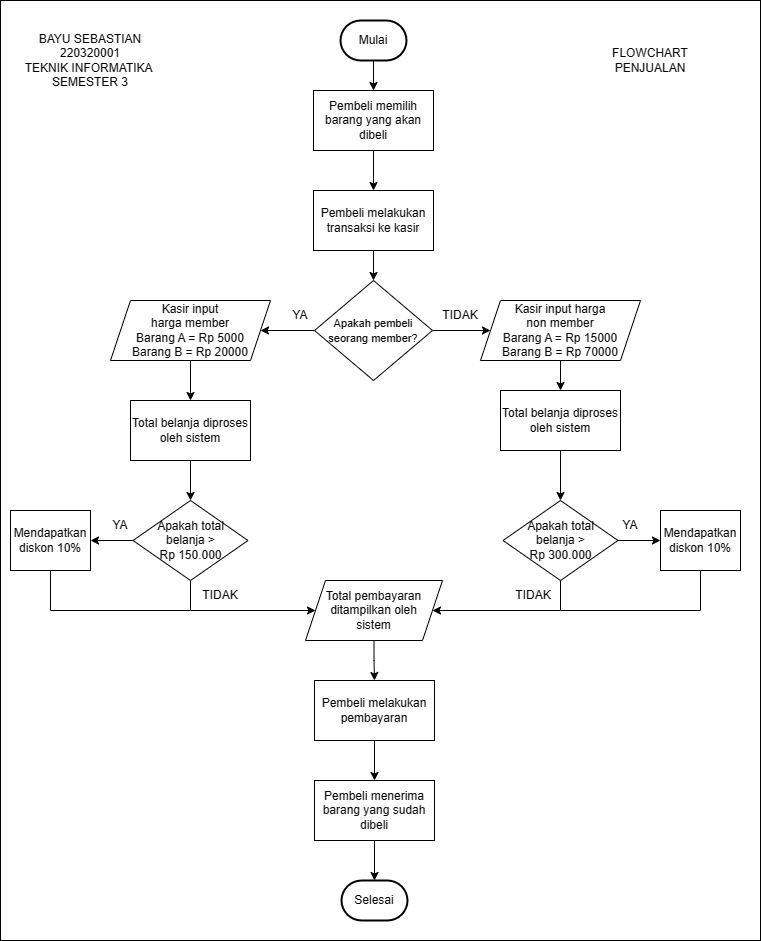 BAYU SEBASTIAN
220320001
TEKNIK INFORMATIKA
SEMESTER 3
FLOWCHART
PENJUALAN
Mulai
Pembeli memilih
barang yang akan
dibeli
Pembeli melakukan
transaksi ke kasir
Apakah pembeli
seorang member?
YA
TIDAK
Kasir input
harga member
Barang A = Rp 5000
Barang B = Rp 20000
Kasir input harga
non member
Barang A = Rp 15000
Barang B = Rp 70000
Total belanja diproses
oleh sistem
Total belanja diproses
oleh sistem
Apakah total
belanja >
Rp 150.000
YA
Mendapatkan
diskon 10%
TIDAK
Apakah total
belanja >
Rp 300.000
YA
Mendapatkan
diskon 10%
TIDAK
Total pembayaran
ditampilkan oleh
sistem
Pembeli melakukan
pembayaran
Pembeli menerima
barang yang sudah
dibeli
Selesai